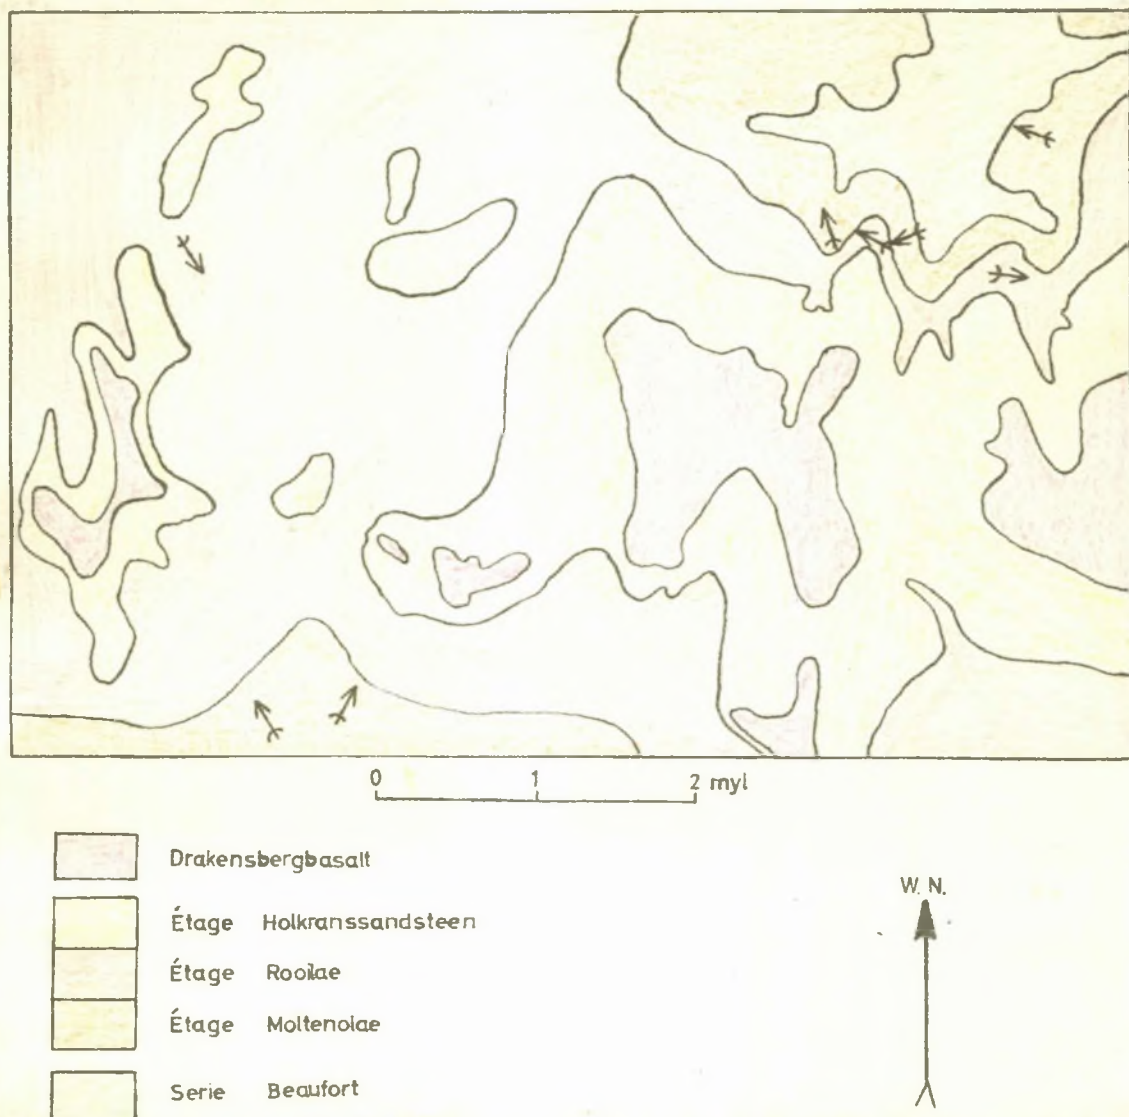 0 1 2 myl
Drakensbergbasalt
Étage Holkranssandsteen
Étage Rooilae
Étage Moltenolae
Serie Beaufort
W. N.